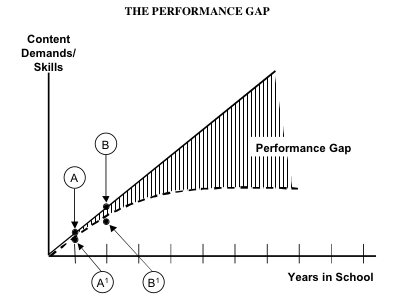 THE PERFORMANCE GAP
Content
Demands/
Skills
B
A
Performance Gap
A¹
B¹
Years in School